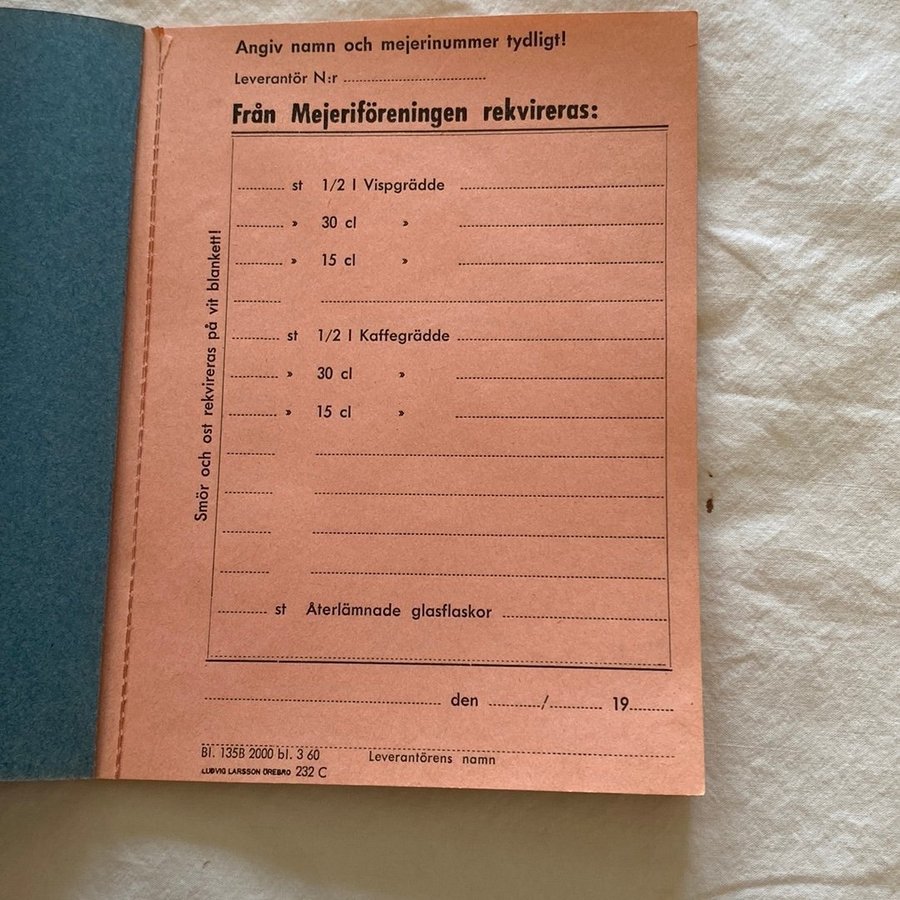 Angiv namn och mejerinummer tydligt!
Leverantör N:r
Från Mejeriföreningen rekvireras:
st 1/2 l Vispgrädde
» 30 cl »
» 15 cl »
st 1/2 l Kaffegrädde
» 30 cl »
» 15 cl »
st Återlämnade glasflaskor
Smör och ost rekvireras på vit blankett!
den / 19
Bl. 135B 2000 bl. 3 60 Leverantörens namn
LUDVIG LARSSON ÖREBRO 232 C